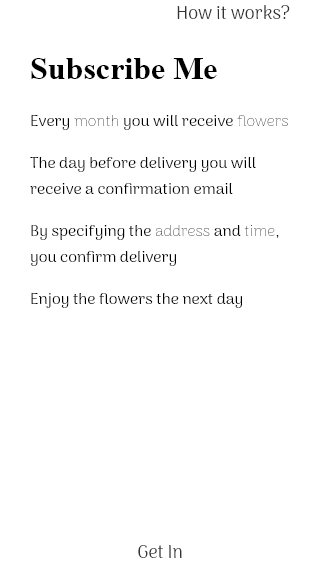 How it works?
Subscribe Me
Every month you will receive flowers
The day before delivery you will
receive a confirmation email
By specifying the address and time,
you confirm delivery
Enjoy the flowers the next day
Get In